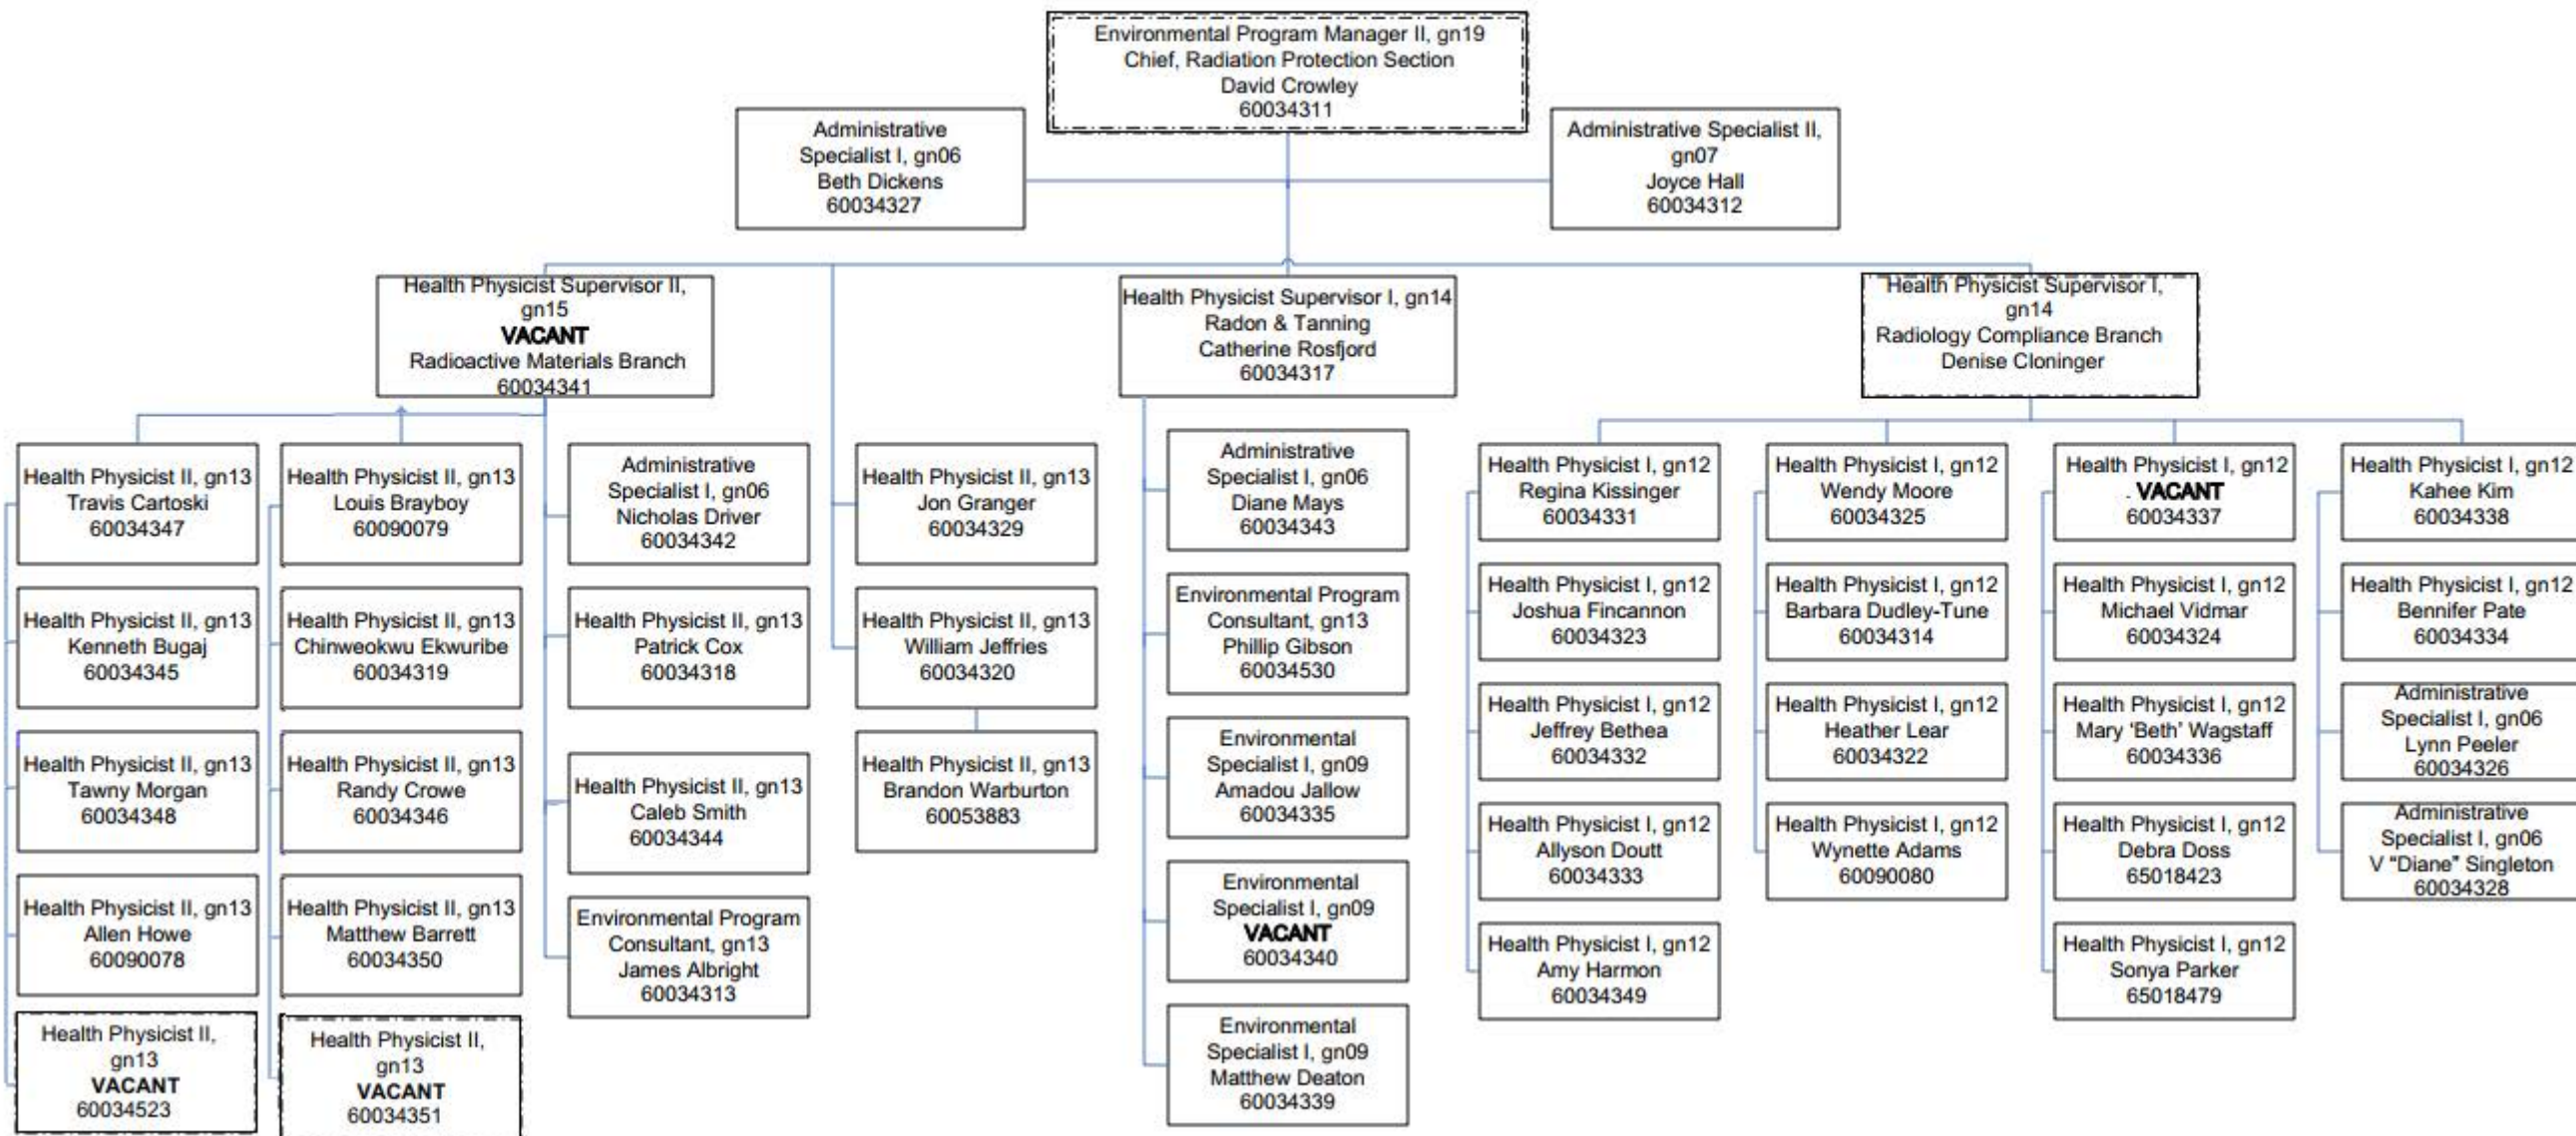 Environmental Program Manager II, gn19
Chief, Radiation Protection Section
David Crowley
60034311
Administrative
Specialist I, gn06
Beth Dickens
60034327
Administrative Specialist II,
gn07
Joyce Hall
60034312
Health Physicist Supervisor II,
gn15
VACANT
Radioactive Materials Branch
60034341
Health Physicist Supervisor I, gn14
Radon & Tanning
Catherine Rosfjord
60034317
Health Physicist Supervisor I,
gn14
Radiology Compliance Branch
Denise Cloninger
Health Physicist II, gn13
Travis Cartoski
60034347
Health Physicist II, gn13
Kenneth Bugaj
60034345
Health Physicist II, gn13
Tawny Morgan
60034348
Health Physicist II, gn13
Allen Howe
60090078
Health Physicist II,
gn13
VACANT
60034523
Health Physicist II, gn13
Louis Brayboy
60090079
Health Physicist II, gn13
Chinweokwu Ekwuribe
60034319
Health Physicist II, gn13
Randy Crowe
60034346
Health Physicist II, gn13
Matthew Barrett
60034350
Health Physicist II,
gn13
VACANT
60034351
Administrative
Specialist I, gn06
Nicholas Driver
60034342
Health Physicist II, gn13
Patrick Cox
60034318
Health Physicist II, gn13
Caleb Smith
60034344
Environmental Program
Consultant, gn13
James Albright
60034313
Health Physicist II, gn13
Jon Granger
60034329
Health Physicist II, gn13
William Jeffries
60034320
Health Physicist II, gn13
Brandon Warburton
60053883
Administrative
Specialist I, gn06
Diane Mays
60034343
Environmental Program
Consultant, gn13
Phillip Gibson
60034530
Environmental
Specialist I, gn09
Amadou Jallow
60034335
Environmental
Specialist I, gn09
VACANT
60034340
Environmental
Specialist I, gn09
Matthew Deaton
60034339
Health Physicist I, gn12
Regina Kissinger
60034331
Health Physicist I, gn12
Joshua Fincannon
60034323
Health Physicist I, gn12
Jeffrey Bethea
60034332
Health Physicist I, gn12
Allyson Doutt
60034333
Health Physicist I, gn12
Amy Harmon
60034349
Health Physicist I, gn12
Wendy Moore
60034325
Health Physicist I, gn12
Barbara Dudley-Tune
60034314
Health Physicist I, gn12
Heather Lear
60034322
Health Physicist I, gn12
Wynette Adams
60090080
Health Physicist I, gn12
. VACANT
60034337
Health Physicist I, gn12
Michael Vidmar
60034324
Health Physicist I, gn12
Mary ‘Beth’ Wagstaff
60034336
Health Physicist I, gn12
Debra Doss
65018423
Health Physicist I, gn12
Sonya Parker
65018479
Health Physicist I, gn12
Kahee Kim
60034338
Health Physicist I, gn12
Bennifer Pate
60034334
Administrative
Specialist I, gn06
Lynn Peeler
60034326
Administrative
Specialist I, gn06
V "Diane" Singleton
60034328